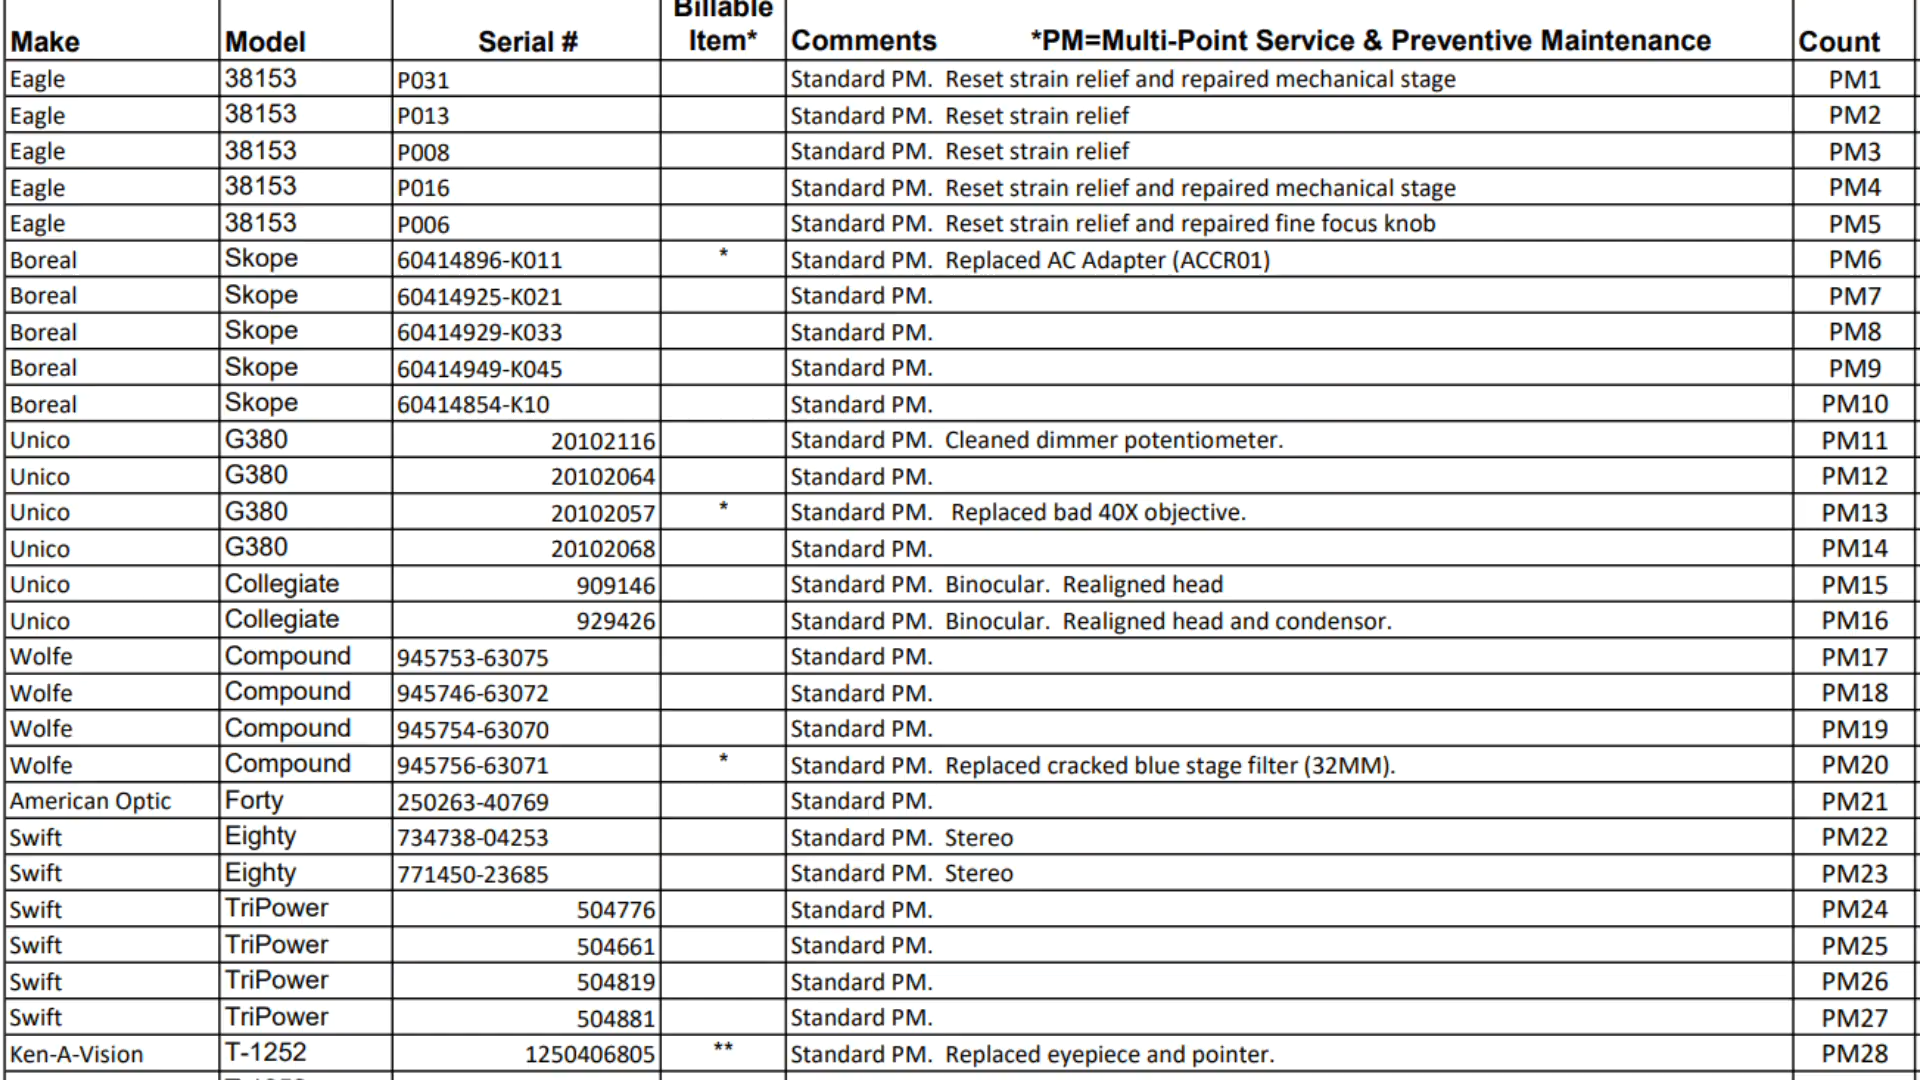 Billable
Make Model Serial # Item* Comments *PM=Multi-Point Service & Preventive Maintenance Count
Eagle 38153 P031 Standard PM. Reset strain relief and repaired mechanical stage PM1
Eagle 38153 P013 Standard PM. Reset strain relief PM2
Eagle 38153 P008 Standard PM. Reset strain relief PM3
Eagle 38153 P016 Standard PM. Reset strain relief and repaired mechanical stage PM4
Eagle 38153 P006 Standard PM. Reset strain relief and repaired fine focus knob PM5
Boreal Skope 60414896-K011 * Standard PM. Replaced AC Adapter (ACCR01) PM6
Boreal Skope 60414925-K021 Standard PM. PM7
Boreal Skope 60414929-K033 Standard PM. PM8
Boreal Skope 60414949-K045 Standard PM. PM9
Boreal Skope 60414854-K10 Standard PM. PM10
Unico G380 20102116 Standard PM. Cleaned dimmer potentiometer. PM11
Unico G380 20102064 Standard PM. PM12
Unico G380 20102057 * Standard PM. Replaced bad 40X objective. PM13
Unico G380 20102068 Standard PM. PM14
Unico Collegiate 909146 Standard PM. Binocular. Realigned head PM15
Unico Collegiate 929426 Standard PM. Binocular. Realigned head and condensor. PM16
Wolfe Compound 945753-63075 Standard PM. PM17
Wolfe Compound 945746-63072 Standard PM. PM18
Wolfe Compound 945754-63070 Standard PM. PM19
Wolfe Compound 945756-63071 * Standard PM. Replaced cracked blue stage filter (32MM). PM20
American Optic Forty 250263-40769 Standard PM. PM21
Swift Eighty 734738-04253 Standard PM. Stereo PM22
Swift Eighty 771450-23685 Standard PM. Stereo PM23
Swift TriPower 504776 Standard PM. PM24
Swift TriPower 504661 Standard PM. PM25
Swift TriPower 504819 Standard PM. PM26
Swift TriPower 504881 Standard PM. PM27
Ken-A-Vision T-1252 1250406805 ** Standard PM. Replaced eyepiece and pointer. PM28